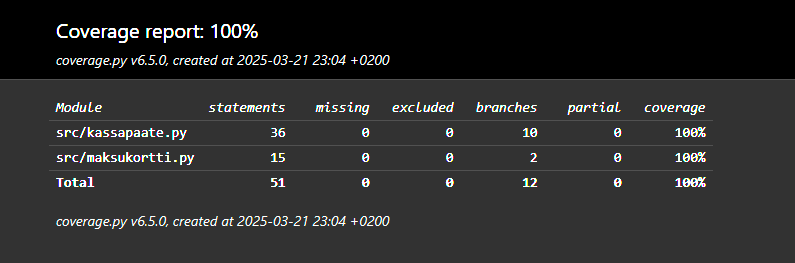 Coverage report: 100%
coverage.py v6.5.0, created at 2025-03-21 23:04 +0200
Module statements missing excluded branches partial coverage
src/kassapaate.py 36 0 0 10 0 100%
src/maksukortti.py 15 0 0 2 0 100%
Total 51 0 0 12 0 100%
coverage.py v6.5.0, created at 2025-03-21 23:04 +0200